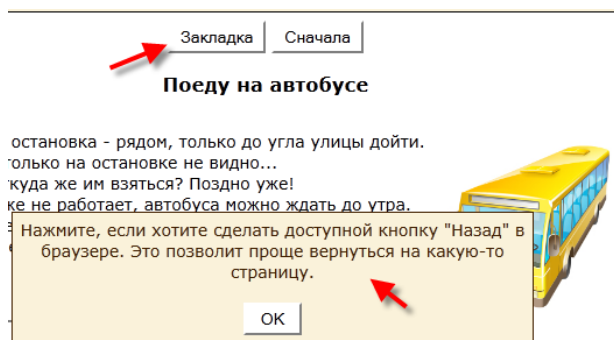 Закладка Сначала
Поеду на автобусе
остановка - рядом, только до угла улицы дойти.
только на остановке не видно...
куда же им взяться? Поздно уже!
же не работает, автобуса можно ждать до утра.
Нажмите, если хотите сделать доступной кнопку "Назад" в
браузере. Это позволит проще вернуться на какую-то
страницу.
OK